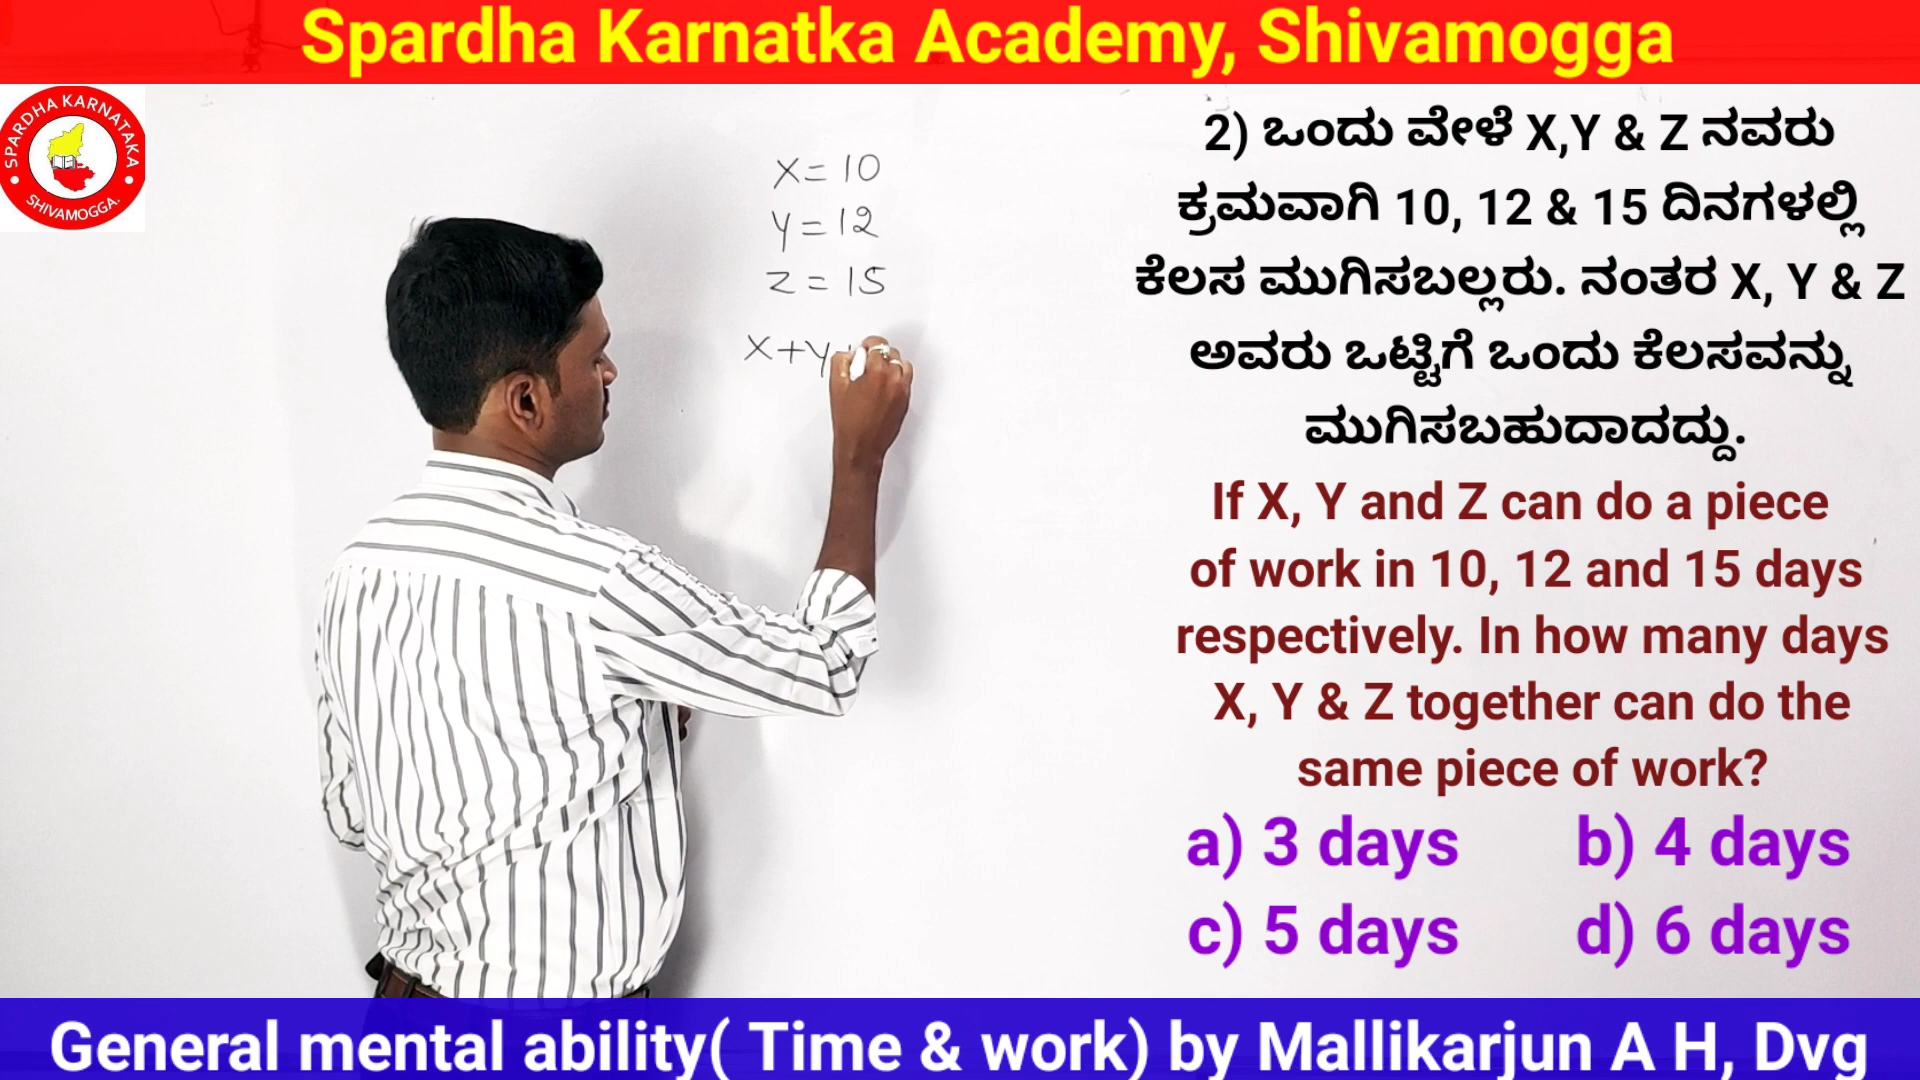 Spardha Karnatka Academy, Shivamogga
SPARDHA KARNATAKA
SHIVAMOGGA.
X = 10
Y = 12
Z = 15
X + Y +
2) ಒಂದು ವೇಳೆ X,Y & Z ನವರು
ಕ್ರಮವಾಗಿ 10, 12 & 15 ದಿನಗಳಲ್ಲಿ
ಕೆಲಸ ಮುಗಿಸಬಲ್ಲರು. ನಂತರ X, Y & Z
ಅವರು ಒಟ್ಟಿಗೆ ಒಂದು ಕೆಲಸವನ್ನು
ಮುಗಿಸಬಹುದಾದದ್ದು.
If X, Y and Z can do a piece
of work in 10, 12 and 15 days
respectively. In how many days
X, Y & Z together can do the
same piece of work?
a) 3 days b) 4 days
c) 5 days d) 6 days
General mental ability( Time & work) by Mallikarjun A H, Dvg